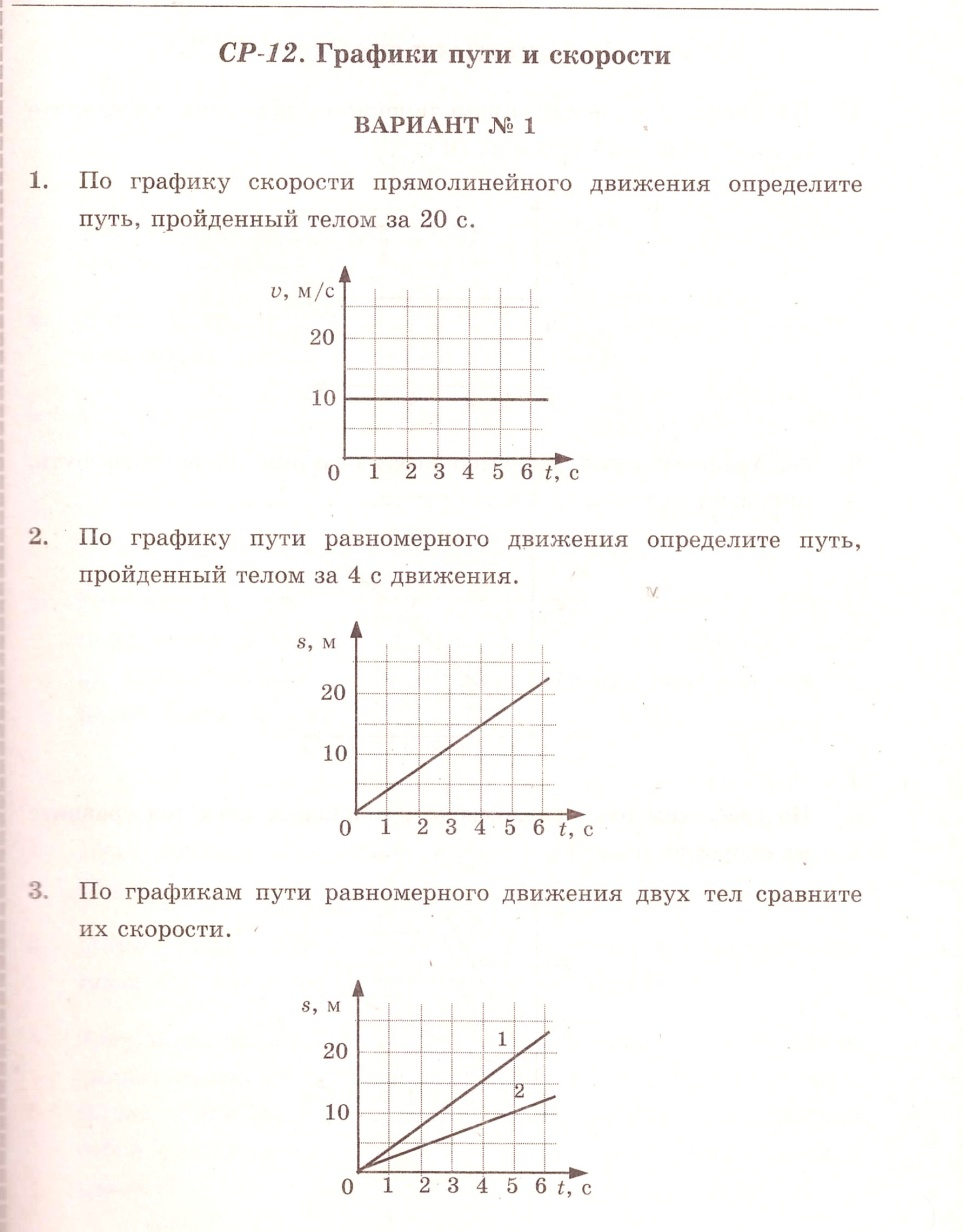 СР-12. Графики пути и скорости
ВАРИАНТ № 1
1. По графику скорости прямолинейного движения определите
путь, пройденный телом за 20 с.
v, м/с
20
10
0 1 2 3 4 5 6 t, с
2. По графику пути равномерного движения определите путь,
пройденный телом за 4 с движения.
s, м
20
10
0 1 2 3 4 5 6 t, с
3. По графикам пути равномерного движения двух тел сравните
их скорости.
s, м
1
20
2
10
0 1 2 3 4 5 6 t, с